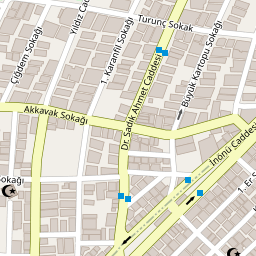 Turunç Sokak
Çiğdem Sokağı
Yıldız Ca
1. Karanfil Sokağı
Dr. Sadık Ahmet Caddesi
Büyük Kartopu Sokağı
Akkavak Sokağı
İnönü Caddesi
Sokağı
1. Er S